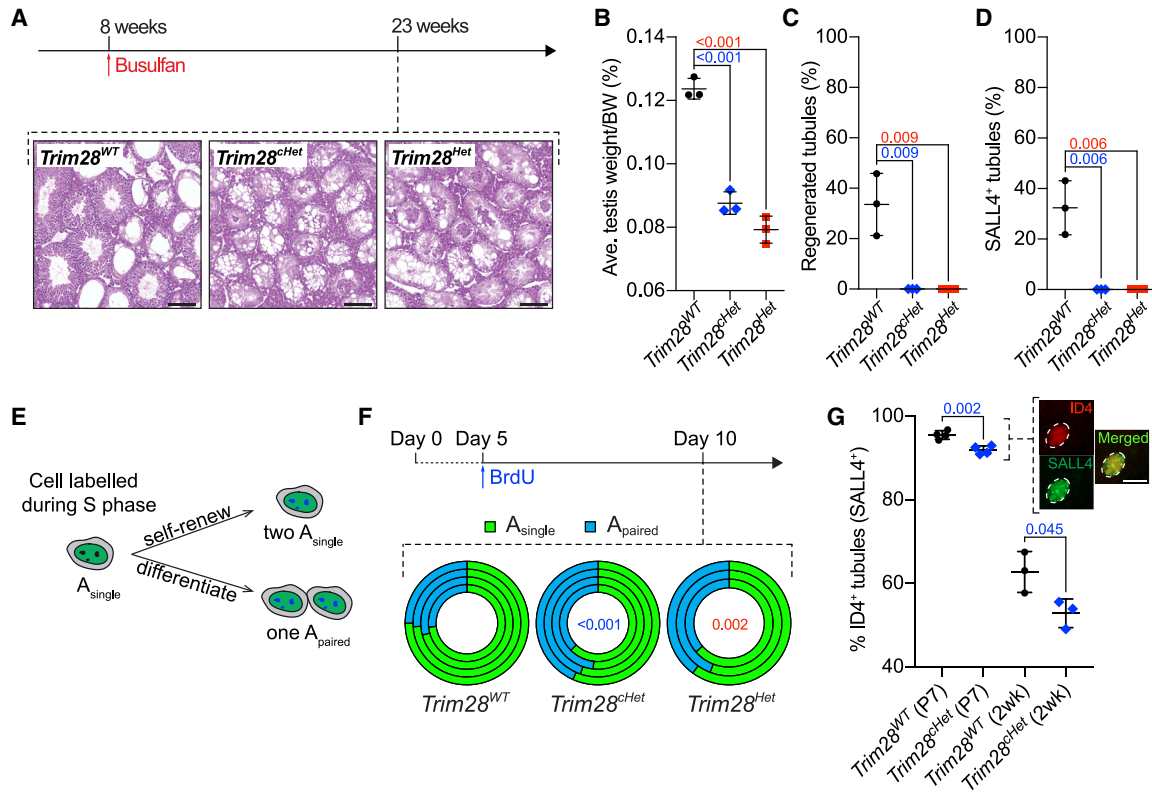 A
8 weeks
23 weeks
Busulfan
Trim28WT
Trim28cHet
Trim28Het
B
Ave. testis weight/BW (%)
0.14
0.12
0.10
0.08
0.06
<0.001
<0.001
Trim28WT
Trim28cHet
Trim28Het
C
Regenerated tubules (%)
100
80
60
40
20
0
0.009
0.009
Trim28WT
Trim28cHet
Trim28Het
D
SALL4+ tubules (%)
100
80
60
40
20
0
0.006
0.006
Trim28WT
Trim28cHet
Trim28Het
E
Cell labelled
during S phase
Asingle
self-renew
differentiate
two Asingle
one Apaired
F
Day 0
Day 5
Day 10
BrdU
Asingle
Apaired
<0.001
0.002
Trim28WT
Trim28cHet
Trim28Het
G
% ID4+ tubules (SALL4+)
100
80
60
40
0.002
0.045
ID4
SALL4
Merged
Trim28WT (P7)
Trim28cHet (P7)
Trim28WT (2wk)
Trim28cHet (2wk)